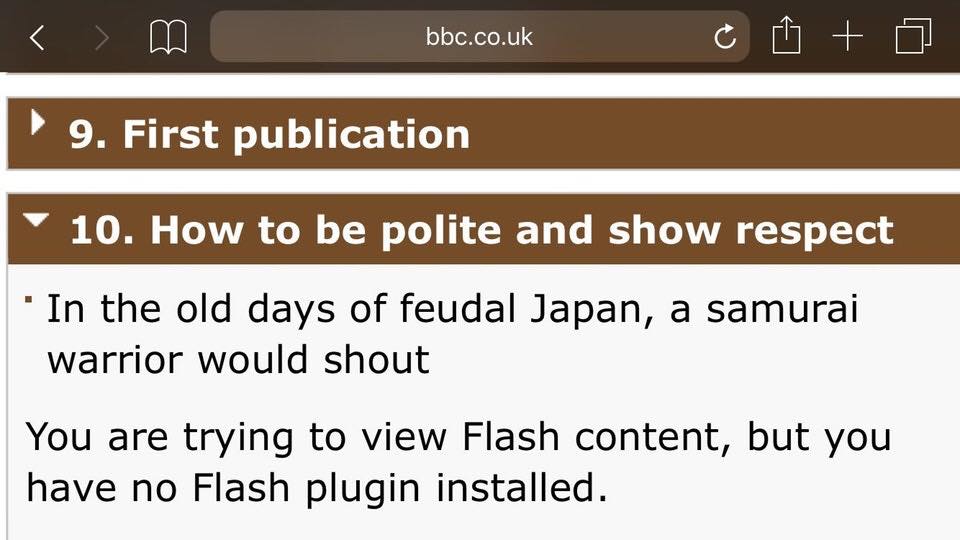 bbc.co.uk
9. First publication
10. How to be polite and show respect
In the old days of feudal Japan, a samurai
warrior would shout
You are trying to view Flash content, but you
have no Flash plugin installed.